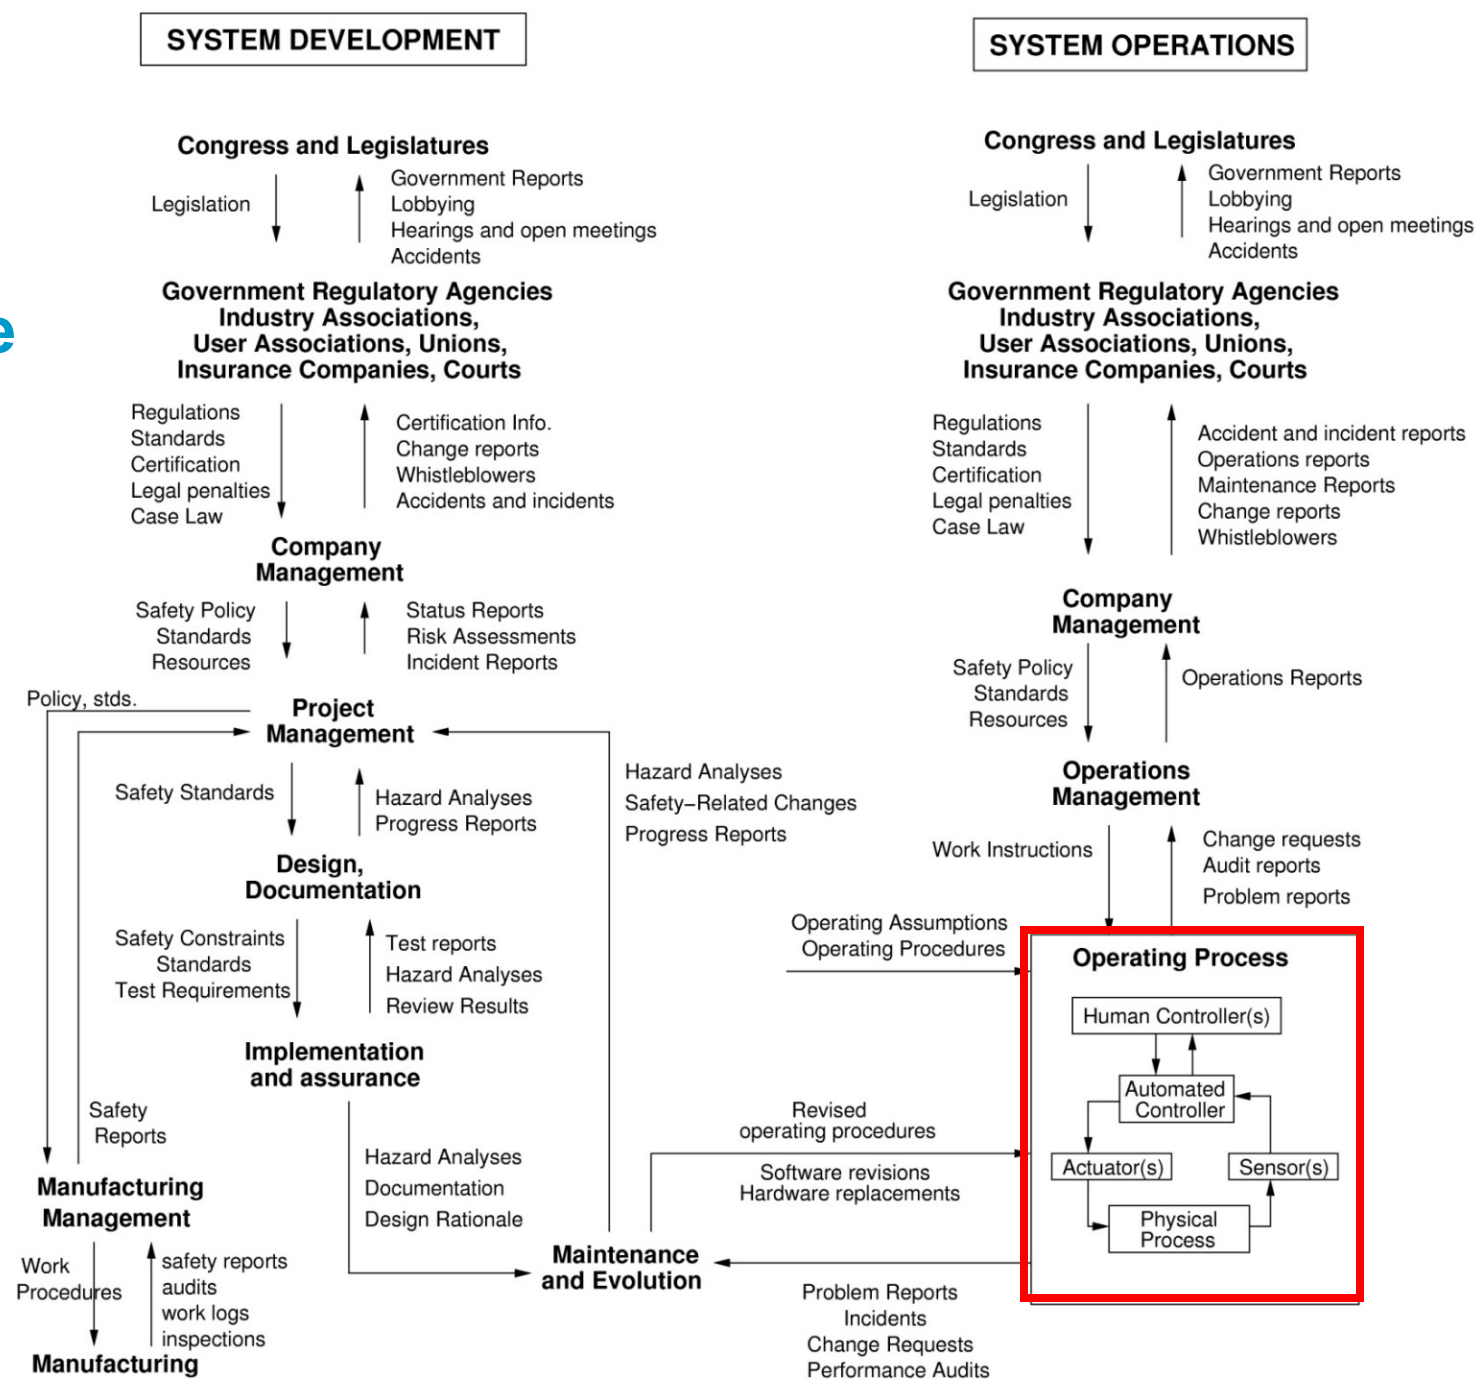 SYSTEM DEVELOPMENT
Congress and Legislatures
Legislation
Government Reports
Lobbying
Hearings and open meetings
Accidents
Government Regulatory Agencies
Industry Associations,
User Associations, Unions,
Insurance Companies, Courts
Regulations
Standards
Certification
Legal penalties
Case Law
Certification Info.
Change reports
Whistleblowers
Accidents and incidents
Company
Management
Safety Policy
Standards
Resources
Status Reports
Risk Assessments
Incident Reports
Policy, stds.
Project
Management
Safety Standards
Hazard Analyses
Progress Reports
Hazard Analyses
Safety–Related Changes
Progress Reports
Design,
Documentation
Safety Constraints
Standards
Test Requirements
Test reports
Hazard Analyses
Review Results
Implementation
and assurance
Safety
Reports
Hazard Analyses
Documentation
Design Rationale
Manufacturing
Management
Work
Procedures
safety reports
audits
work logs
inspections
Manufacturing
Maintenance
and Evolution
SYSTEM OPERATIONS
Congress and Legislatures
Legislation
Government Reports
Lobbying
Hearings and open meetings
Accidents
Government Regulatory Agencies
Industry Associations,
User Associations, Unions,
Insurance Companies, Courts
Regulations
Standards
Certification
Legal penalties
Case Law
Accident and incident reports
Operations reports
Maintenance Reports
Change reports
Whistleblowers
Company
Management
Safety Policy
Standards
Resources
Operations Reports
Operations
Management
Work Instructions
Change requests
Audit reports
Problem reports
Operating Assumptions
Operating Procedures
Operating Process
Human Controller(s)
Automated
Controller
Actuator(s)
Sensor(s)
Physical
Process
Revised
operating procedures
Software revisions
Hardware replacements
Problem Reports
Incidents
Change Requests
Performance Audits